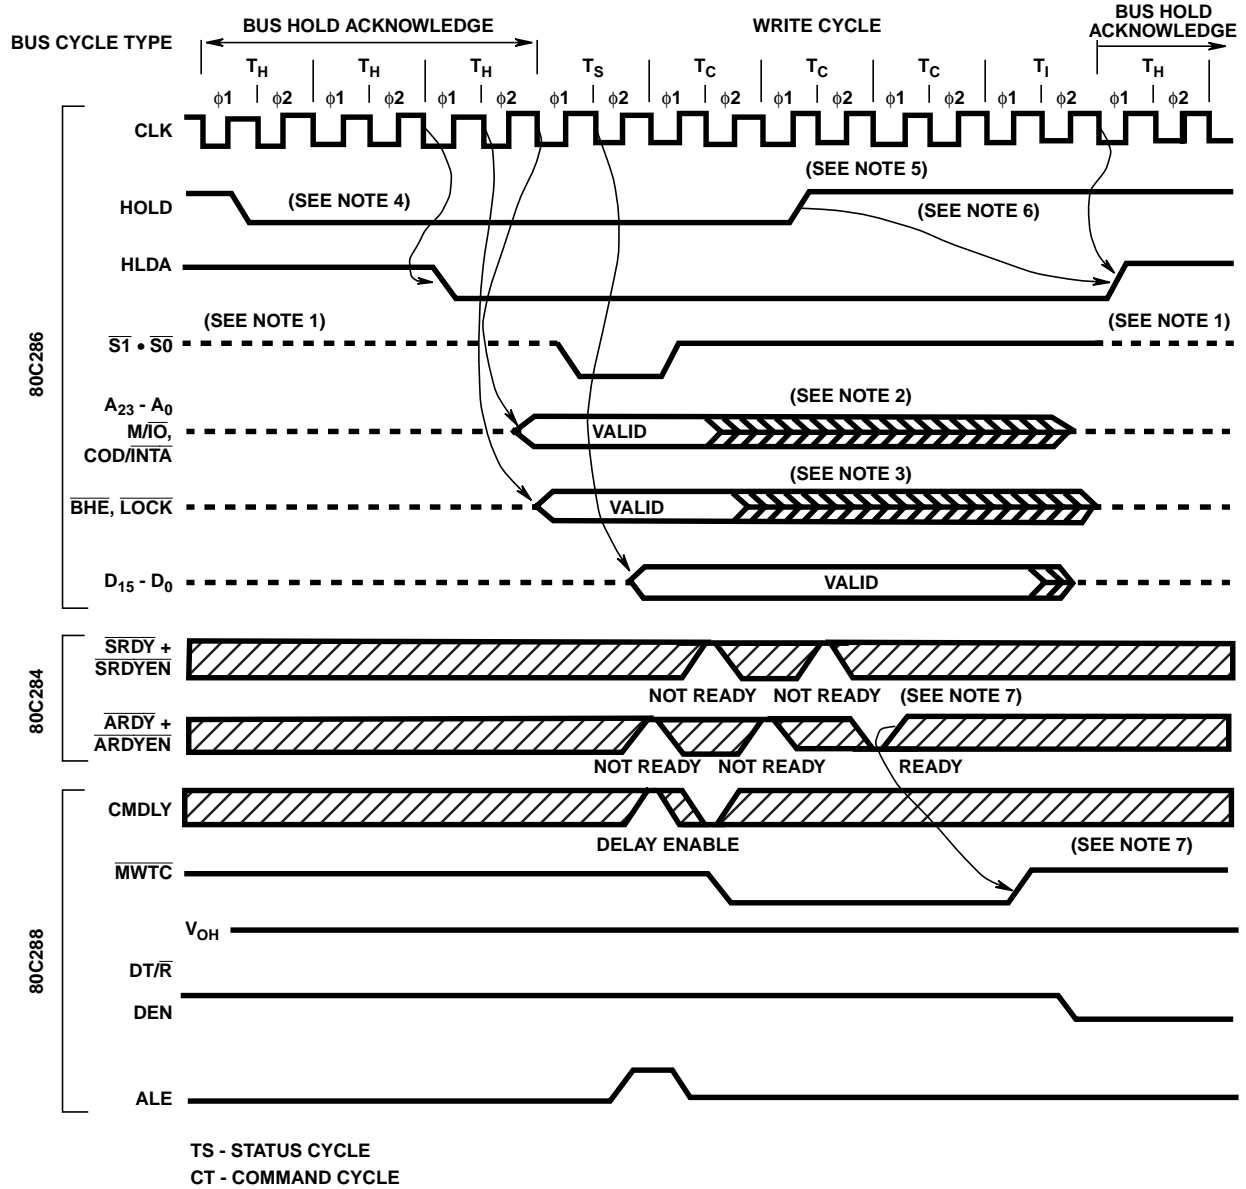 BUS CYCLE TYPE
BUS HOLD ACKNOWLEDGE
WRITE CYCLE
BUS HOLD
ACKNOWLEDGE
TH TH TH TS TC TC TC TI TH
ϕ1 ϕ2 ϕ1 ϕ2 ϕ1 ϕ2 ϕ1 ϕ2 ϕ1 ϕ2 ϕ1 ϕ2 ϕ1 ϕ2 ϕ1 ϕ2 ϕ1 ϕ2
80C286
CLK
(SEE NOTE 5)
HOLD
(SEE NOTE 4)
(SEE NOTE 6)
HLDA
(SEE NOTE 1)
(SEE NOTE 1)
S1 • S0
(SEE NOTE 2)
A23 - A0
M/IO,
COD/INTA
VALID
(SEE NOTE 3)
BHE, LOCK
VALID
D15 - D0
VALID
80C284
SRDY +
SRDYEN
NOT READY NOT READY (SEE NOTE 7)
ARDY +
ARDYEN
NOT READY NOT READY READY
80C288
CMDLY
DELAY ENABLE
(SEE NOTE 7)
MWTC
VOH
DT/R
DEN
ALE
TS - STATUS CYCLE
CT - COMMAND CYCLE